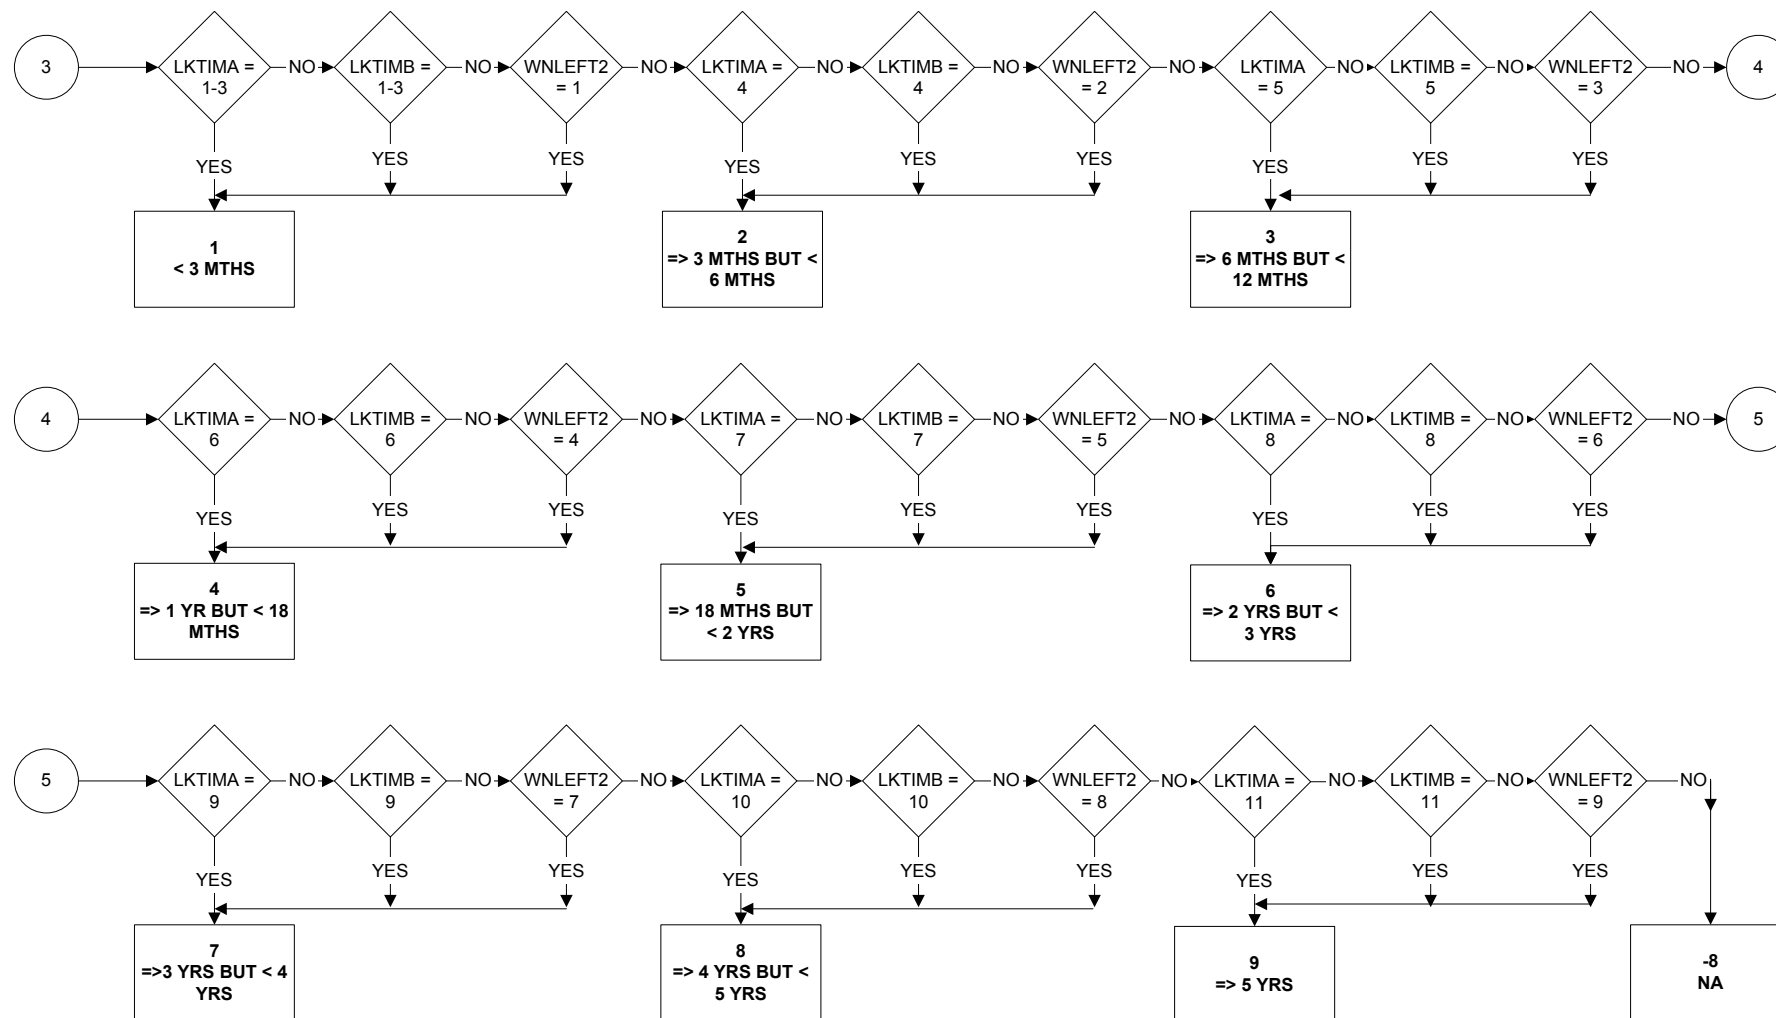 3
LKTIMA =
1-3
NO
LKTIMB =
1-3
NO
WNLEFT2
= 1
NO
LKTIMA =
4
NO
LKTIMB =
4
NO
WNLEFT2
= 2
NO
LKTIMA
= 5
NO
LKTIMB =
5
NO
WNLEFT2
= 3
NO
4
YES
YES
YES
YES
YES
YES
YES
YES
YES
1
< 3 MTHS
2
=> 3 MTHS BUT <
6 MTHS
3
=> 6 MTHS BUT <
12 MTHS
4
LKTIMA =
6
NO
LKTIMB =
6
NO
WNLEFT2
= 4
NO
LKTIMA =
7
NO
LKTIMB =
7
NO
WNLEFT2
= 5
NO
LKTIMA =
8
NO
LKTIMB =
8
NO
WNLEFT2
= 6
NO
5
YES
YES
YES
YES
YES
YES
YES
YES
YES
4
=> 1 YR BUT < 18
MTHS
5
=> 18 MTHS BUT
< 2 YRS
6
=> 2 YRS BUT <
3 YRS
5
LKTIMA =
9
NO
LKTIMB =
9
NO
WNLEFT2
= 7
NO
LKTIMA =
10
NO
LKTIMB =
10
NO
WNLEFT2
= 8
NO
LKTIMA =
11
NO
LKTIMB =
11
NO
WNLEFT2
= 9
NO
YES
YES
YES
YES
YES
YES
YES
YES
YES
7
=>3 YRS BUT < 4
YRS
8
=> 4 YRS BUT <
5 YRS
9
=> 5 YRS
-8
NA